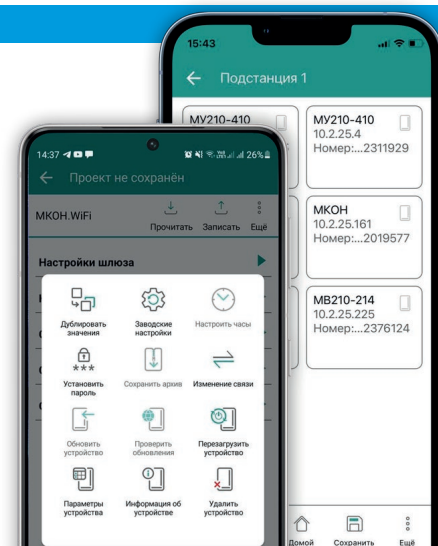 15:43
Подстанция 1
МУ210-410
МУ210-410
10.2.25.4
Номер:...2311929
МКОН
10.2.25.161
Номер:...2019577
МВ210-214
10.2.25.225
Номер:...2376124
Домой
Сохранить
Ещё
14:37
26%
Проект не сохранён
МКОН.WiFi
Прочитать
Записать
Ещё
Настройки шлюза
Дублировать
значения
Заводские
настройки
Настроить часы
Установить
пароль
Сохранить архив
Изменение связи
Обновить
устройство
Проверить
обновления
Перезагрузить
устройство
Параметры
устройства
Информация об
устройстве
Удалить
устройство